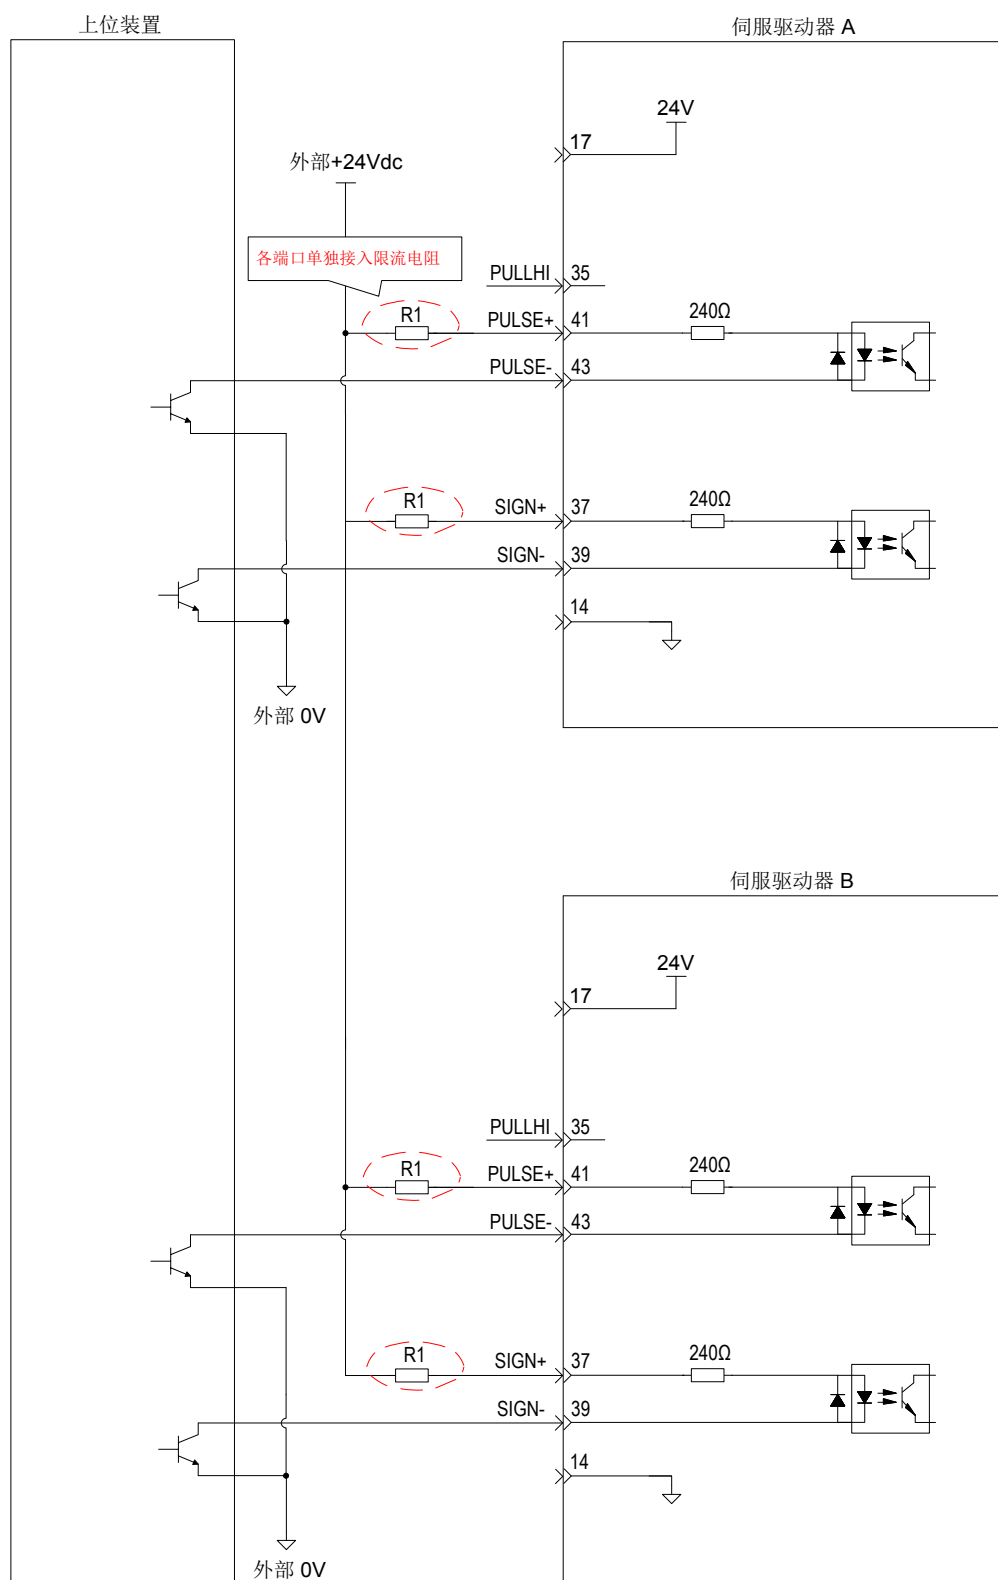 上位装置
伺服驱动器 A
24V
17
外部+24Vdc
各端口单独接入限流电阻
PULLHI 35
R1 PULSE+ 41 240Ω
PULSE- 43
R1 SIGN+ 37 240Ω
SIGN- 39
14
外部 0V
伺服驱动器 B
24V
17
PULLHI 35
R1 PULSE+ 41 240Ω
PULSE- 43
R1 SIGN+ 37 240Ω
SIGN- 39
14
外部 0V